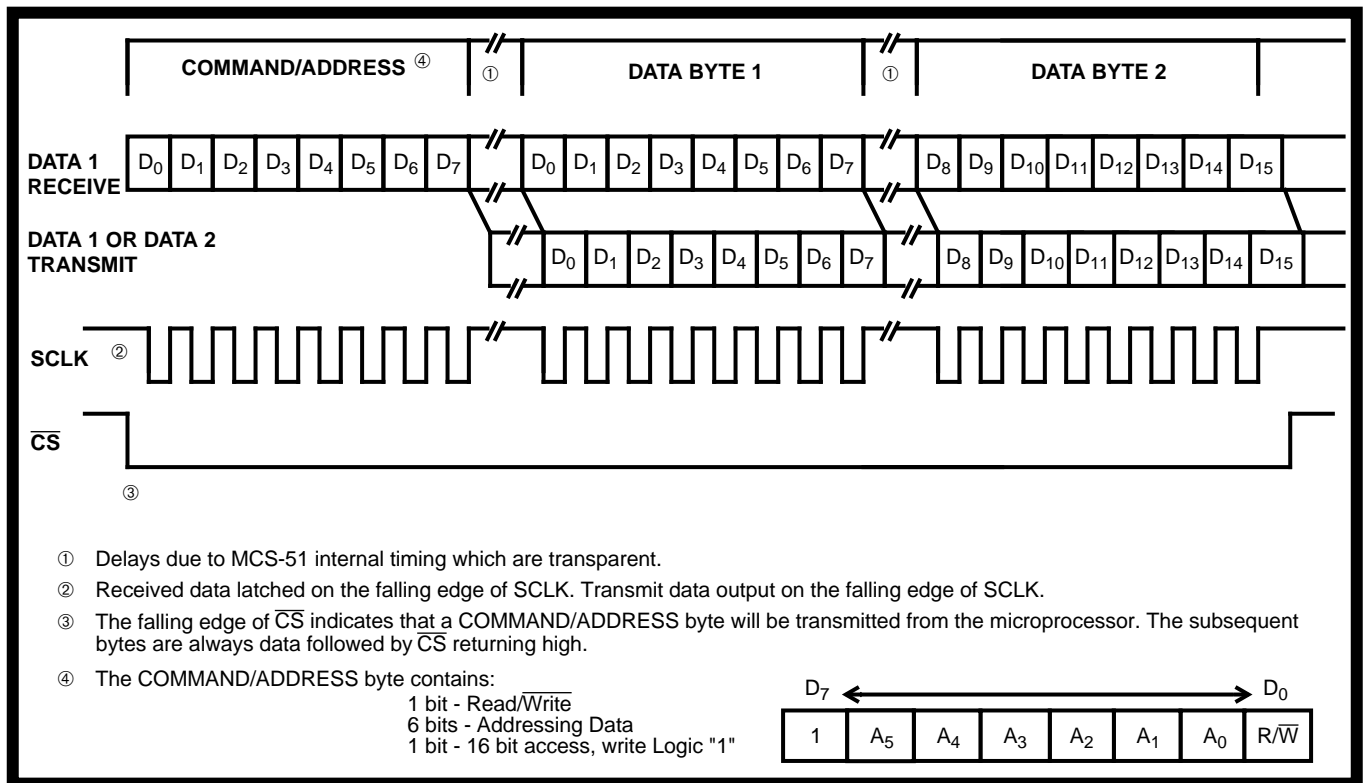 COMMAND/ADDRESS ④ ① DATA BYTE 1 ① DATA BYTE 2
DATA 1
RECEIVE
D0 D1 D2 D3 D4 D5 D6 D7 D0 D1 D2 D3 D4 D5 D6 D7 D8 D9 D10 D11 D12 D13 D14 D15
DATA 1 OR DATA 2
TRANSMIT
D0 D1 D2 D3 D4 D5 D6 D7 D8 D9 D10 D11 D12 D13 D14 D15
SCLK ②
C̅S̅
③
① Delays due to MCS-51 internal timing which are transparent.
② Received data latched on the falling edge of SCLK. Transmit data output on the falling edge of SCLK.
③ The falling edge of C̅S̅ indicates that a COMMAND/ADDRESS byte will be transmitted from the microprocessor. The subsequent
bytes are always data followed by C̅S̅ returning high.
④ The COMMAND/ADDRESS byte contains:
1 bit - Read/W̅r̅i̅t̅e̅
6 bits - Addressing Data
1 bit - 16 bit access, write Logic "1"
D7 D0
1 A5 A4 A3 A2 A1 A0 R/W̅